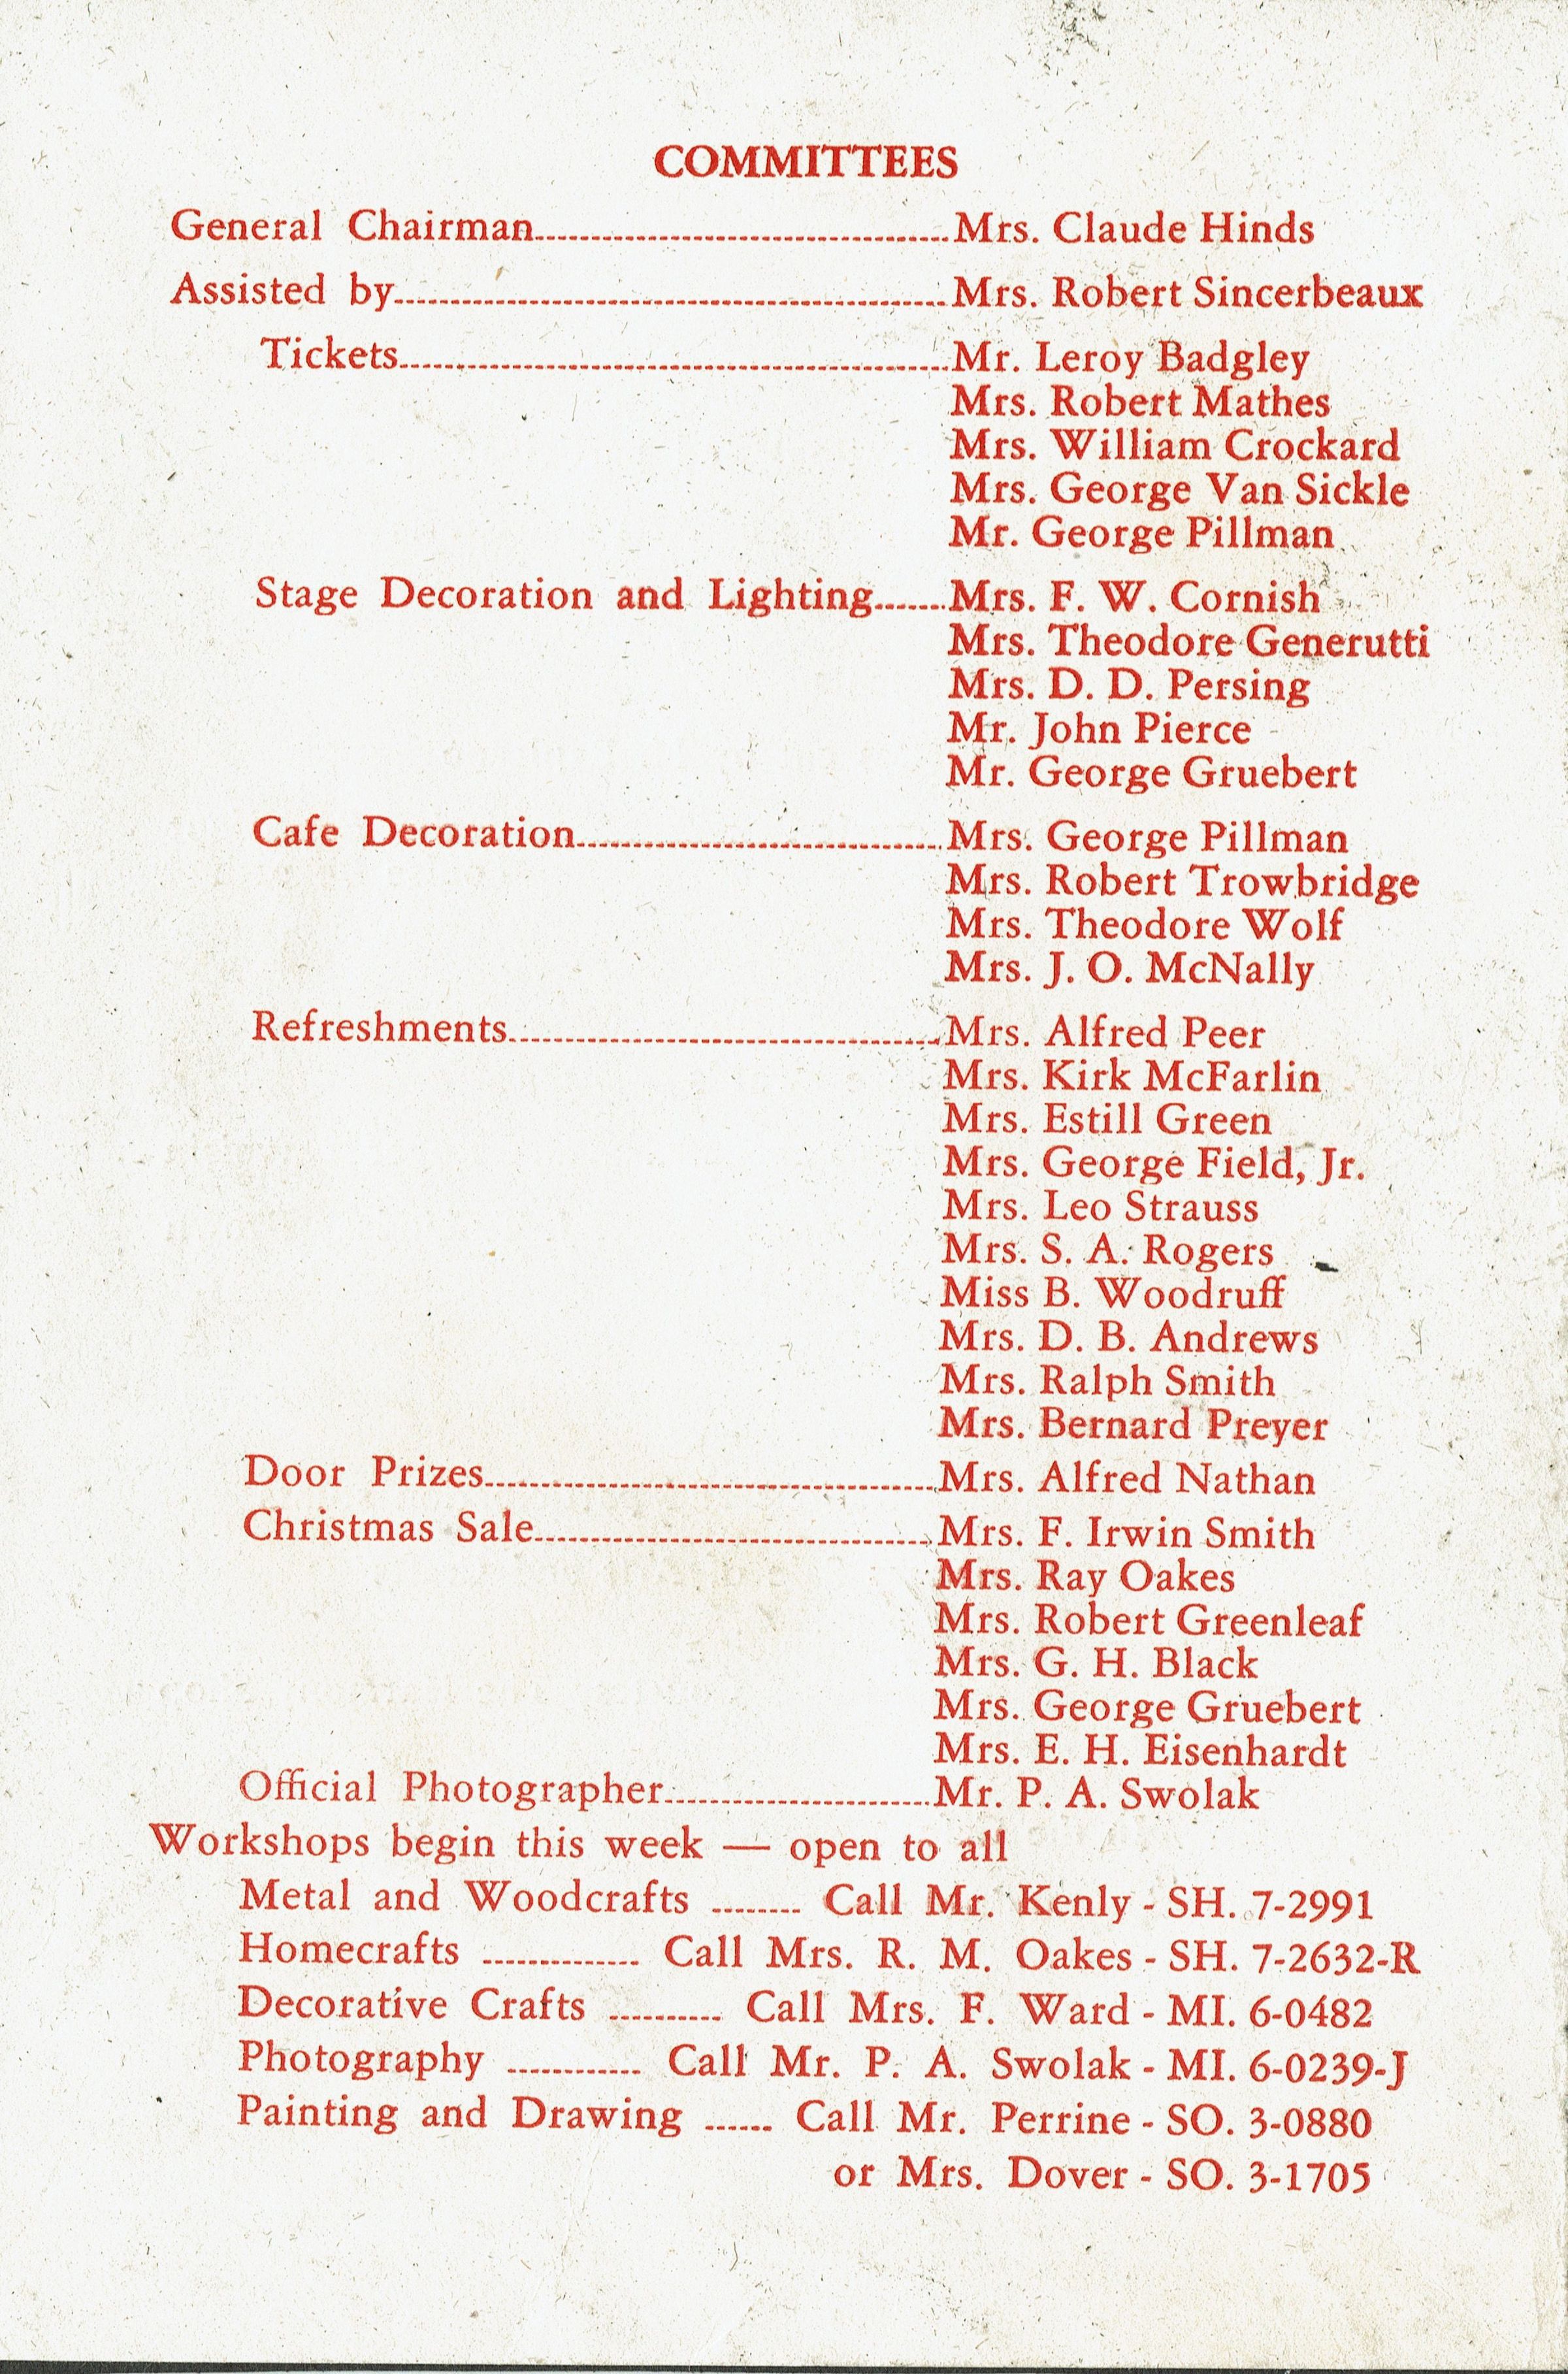 COMMITTEES
General Chairman Mrs. Claude Hinds
Assisted by Mrs. Robert Sincerbeaux
Tickets Mr. Leroy Badgley
Mrs. Robert Mathes
Mrs. William Crockard
Mrs. George Van Sickle
Mr. George Pillman
Stage Decoration and Lighting Mrs. F. W. Cornish
Mrs. Theodore Generutti
Mrs. D. D. Persing
Mr. John Pierce
Mr. George Gruebert
Cafe Decoration Mrs. George Pillman
Mrs. Robert Trowbridge
Mrs. Theodore Wolf
Mrs. J. O. McNally
Refreshments Mrs. Alfred Peer
Mrs. Kirk McFarlin
Mrs. Estill Green
Mrs. George Field, Jr.
Mrs. Leo Strauss
Mrs. S. A. Rogers
Miss B. Woodruff
Mrs. D. B. Andrews
Mrs. Ralph Smith
Mrs. Bernard Preyer
Door Prizes Mrs. Alfred Nathan
Christmas Sale Mrs. F. Irwin Smith
Mrs. Ray Oakes
Mrs. Robert Greenleaf
Mrs. G. H. Black
Mrs. George Gruebert
Mrs. E. H. Eisenhardt
Official Photographer Mr. P. A. Swolak
Workshops begin this week — open to all
Metal and Woodcrafts ........ Call Mr. Kenly - SH. 7-2991
Homecrafts .............. Call Mrs. R. M. Oakes - SH. 7-2632-R
Decorative Crafts .......... Call Mrs. F. Ward - MI. 6-0482
Photography ............ Call Mr. P. A. Swolak - MI. 6-0239-J
Painting and Drawing ...... Call Mr. Perrine - SO. 3-0880
or Mrs. Dover - SO. 3-1705